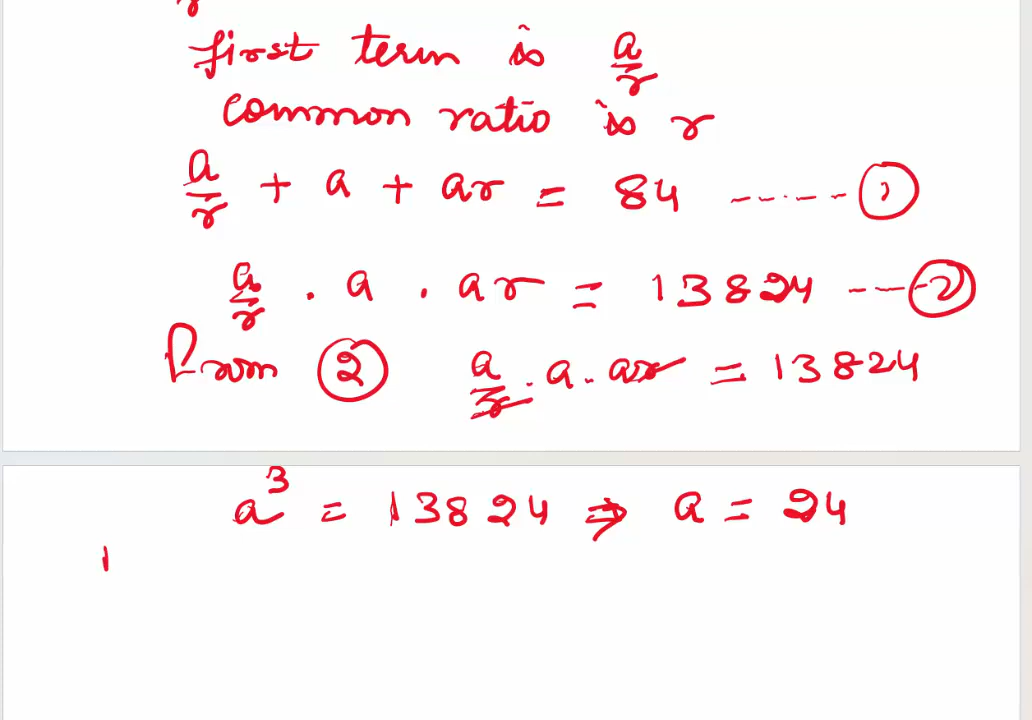 first term is a/r
common ratio is r
a/r + a + ar = 84 ------ ①
a/r . a . ar = 13824 ---- ②
From ② a/r . a . ar = 13824
a³ = 13824 ⇒ a = 24